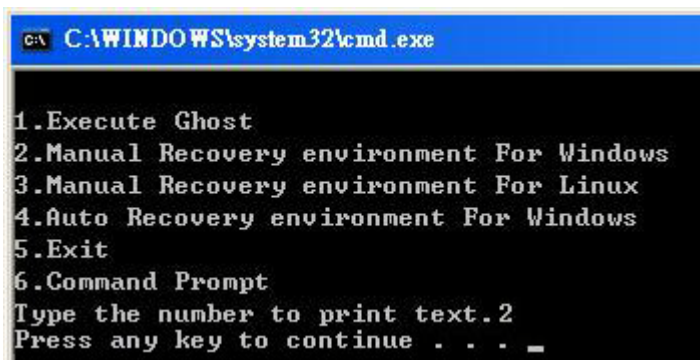 C:\WINDOWS\system32\cmd.exe
1.Execute Ghost
2.Manual Recovery environment For Windows
3.Manual Recovery environment For Linux
4.Auto Recovery environment For Windows
5.Exit
6.Command Prompt
Type the number to print text.2
Press any key to continue . . . _